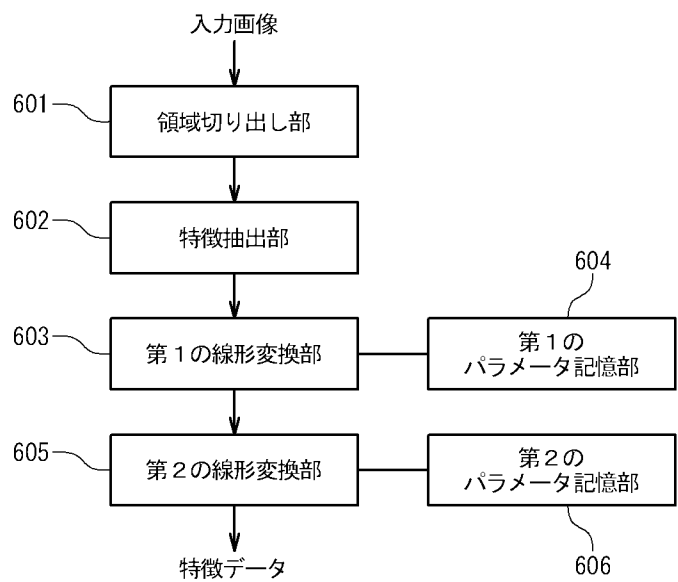 入力画像
601
領域切り出し部
602
特徴抽出部
603
第１の線形変換部
604
第１の
パラメータ記憶部
605
第２の線形変換部
第２の
パラメータ記憶部
606
特徴データ